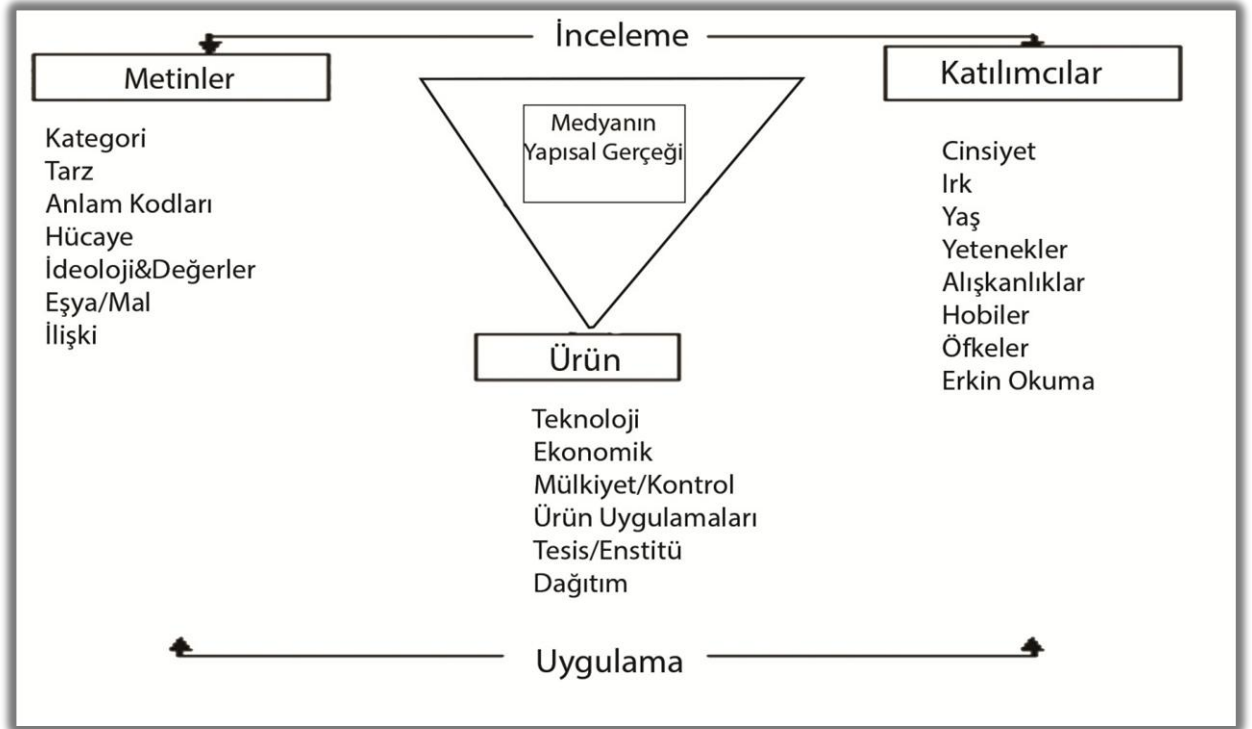 İnceleme
Metinler
Kategori
Tarz
Anlam Kodları
Hücaye
İdeoloji&Değerler
Eşya/Mal
İlişki
Medyanın
Yapısal Gerçeği
Katılımcılar
Cinsiyet
Irk
Yaş
Yetenekler
Alışkanlıklar
Hobiler
Öfkeler
Erkin Okuma
Ürün
Teknoloji
Ekonomik
Mülkiyet/Kontrol
Ürün Uygulamaları
Tesis/Enstitü
Dağıtım
Uygulama